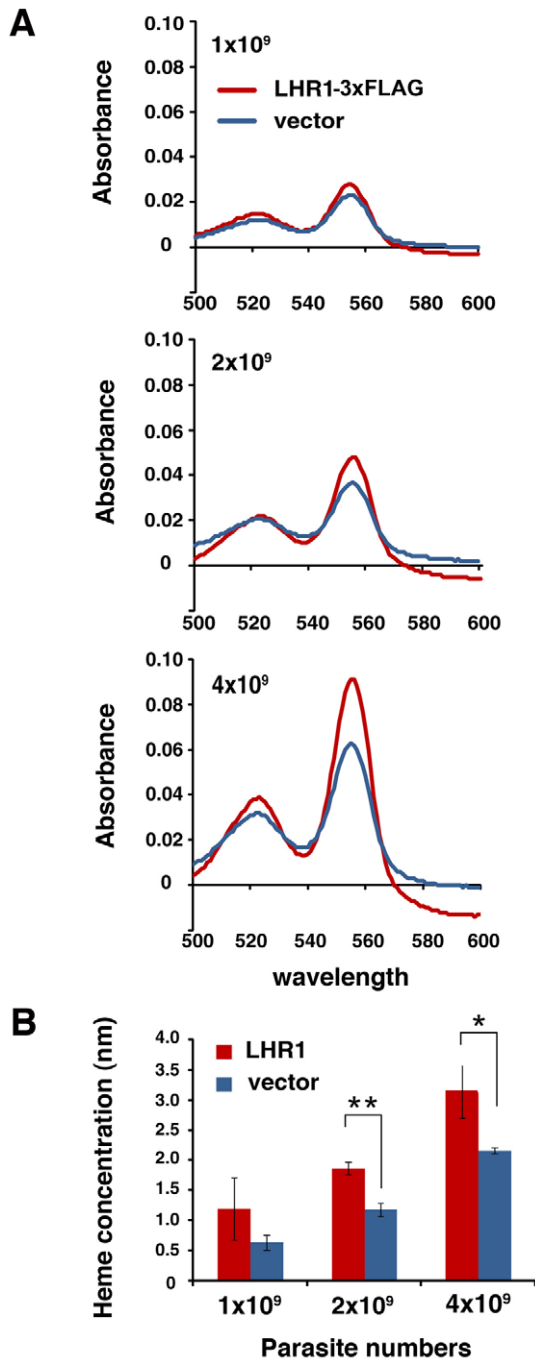 A
1x10⁹
LHR1-3xFLAG
vector
Absorbance
0.10
0.08
0.06
0.04
0.02
0
500 520 540 560 580 600
2x10⁹
Absorbance
0.10
0.08
0.06
0.04
0.02
0
500 520 540 560 580 600
4x10⁹
Absorbance
0.10
0.08
0.06
0.04
0.02
0
500 520 540 560 580 600
wavelength
B
Heme concentration (nm)
4.0
3.5
3.0
2.5
2.0
1.5
1.0
0.5
0
LHR1
vector
**
*
1x10⁹ 2x10⁹ 4x10⁹
Parasite numbers